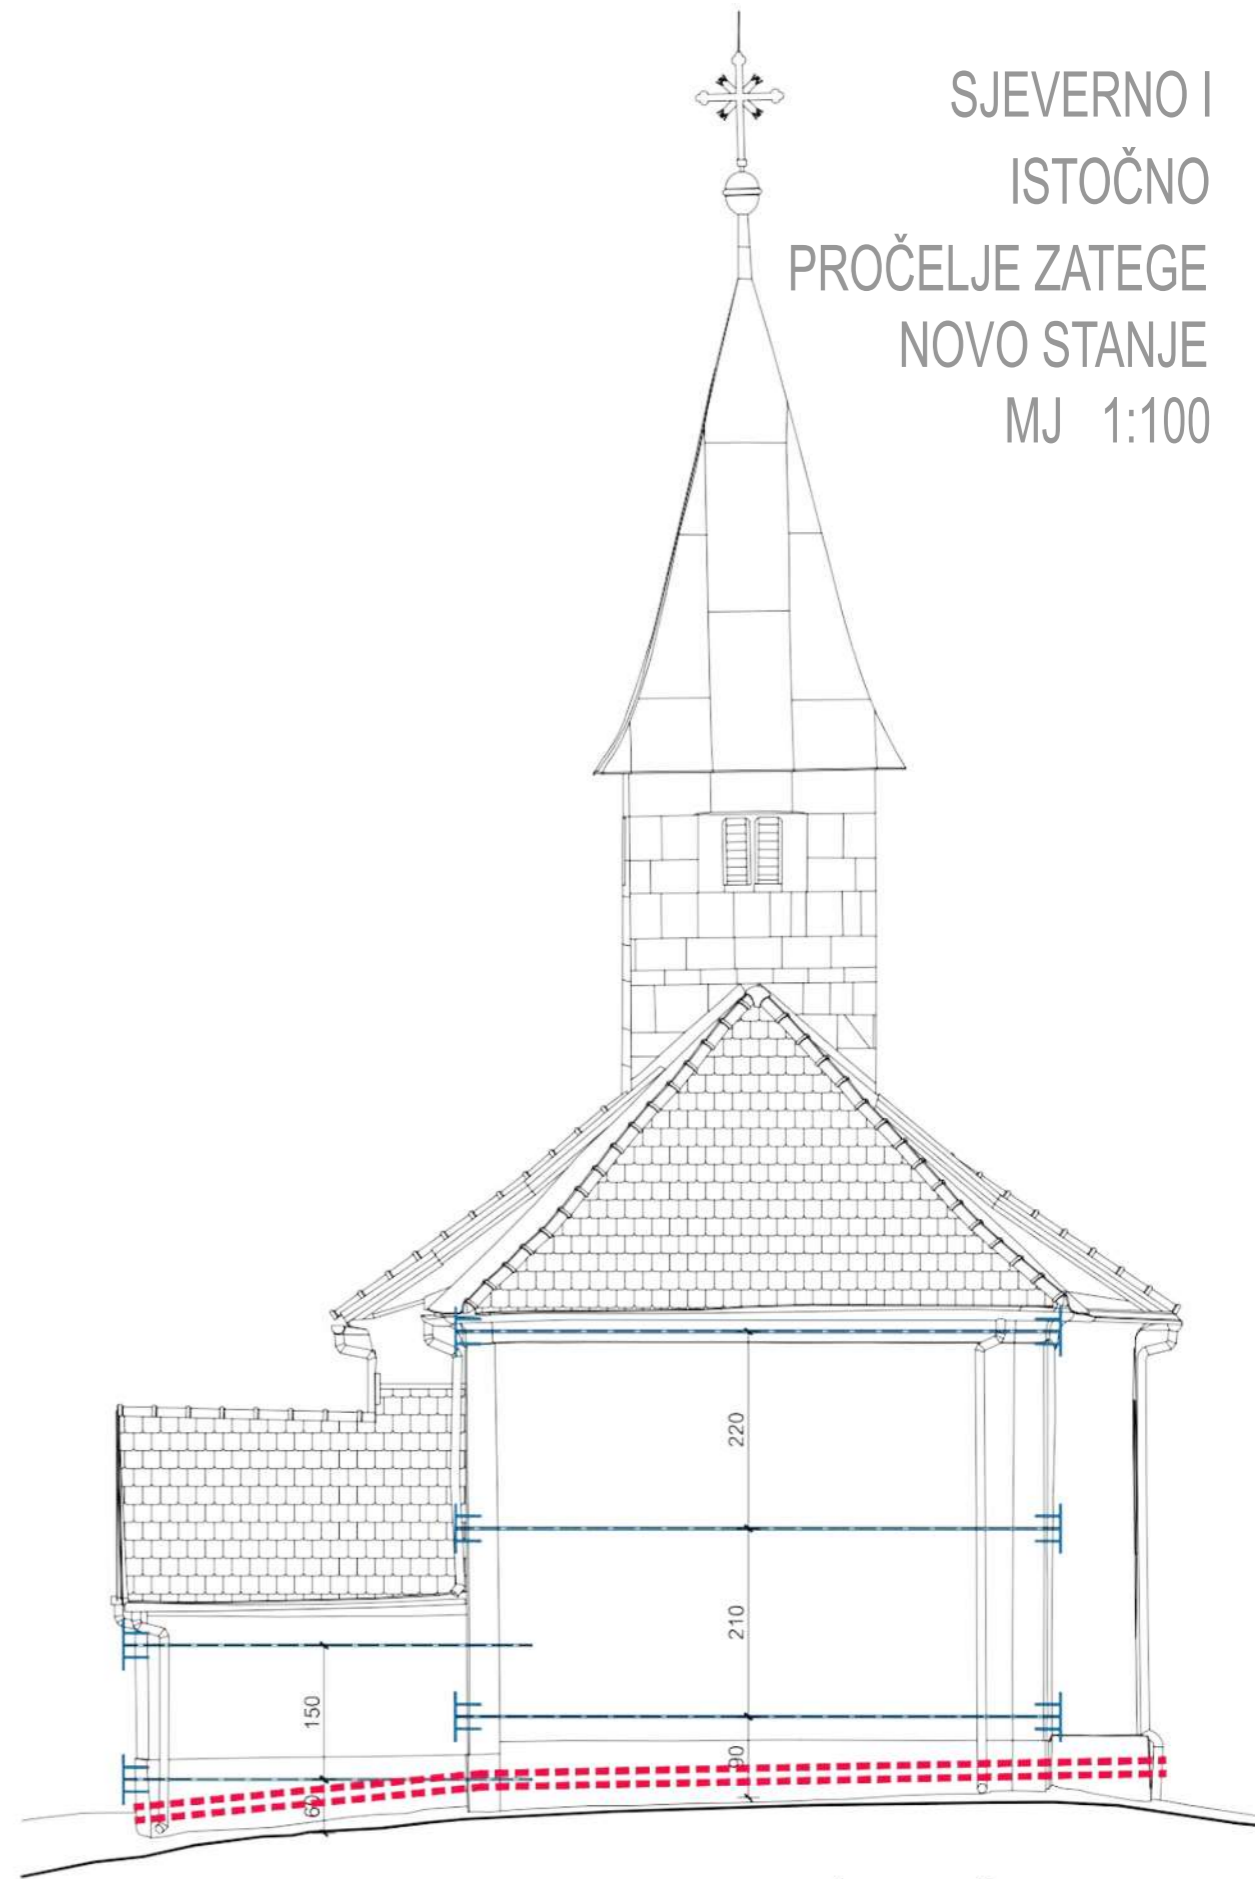 SJEVERNO I
ISTOČNO
PROČELJE ZATEGE
NOVO STANJE
MJ 1:100
220
210
150
90
60